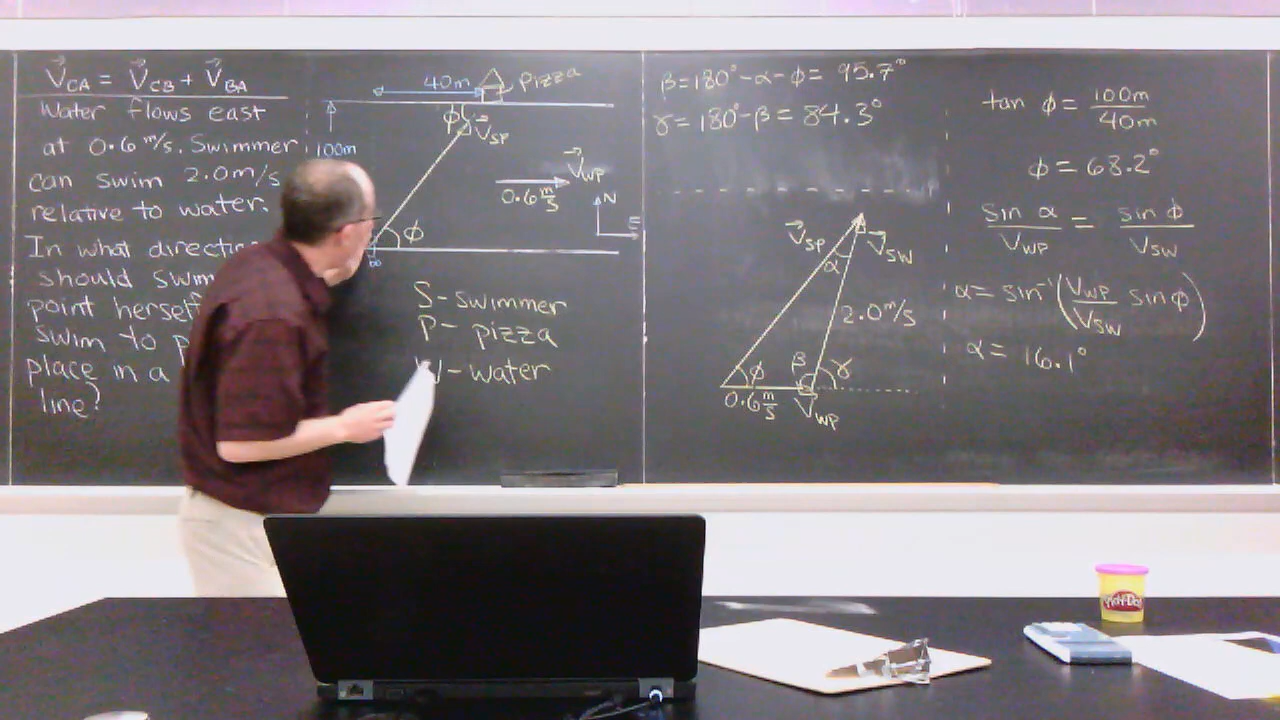 V⃗CA = V⃗CB + V⃗BA
Water flows east
at 0.6 m/s. Swimmer
can swim 2.0 m/s
relative to water.
In what directi
should swim
point herself
swim to p
place in a
line?
40m
Pizza
ϕ
V⃗SP
100m
V⃗WP
0.6 m/s
N
E
ϕ
S - swimmer
P - pizza
W - water
β = 180° - α - ϕ = 95.7°
γ = 180° - β = 84.3°
V⃗SP
V⃗SW
α
2.0 m/s
ϕ
β
γ
0.6 m/s
V⃗WP
tan ϕ = 100m/40m
ϕ = 68.2°
sin α/VWP = sin ϕ/VSW
α = sin⁻¹(VWP/VSW sin ϕ)
α = 16.1°
Play-Doh